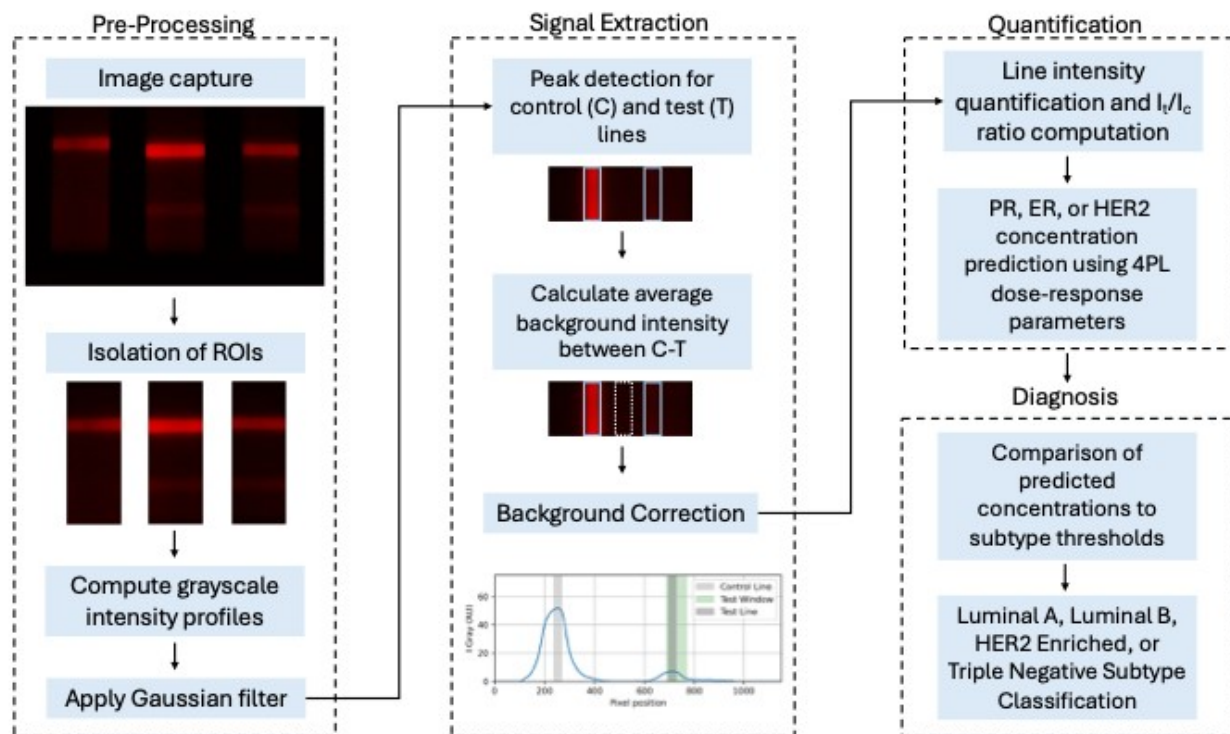 Pre-Processing
Image capture
Isolation of ROIs
Compute grayscale
intensity profiles
Apply Gaussian filter
Signal Extraction
Peak detection for
control (C) and test (T)
lines
Calculate average
background intensity
between C-T
Background Correction
I Gray (AU)
60
40
20
0
0 200 400 600 800 1000
Pixel position
Control Line
Test Window
Test Line
Quantification
Line intensity
quantification and Iₜ/I꜀
ratio computation
PR, ER, or HER2
concentration
prediction using 4PL
dose-response
parameters
Diagnosis
Comparison of
predicted
concentrations to
subtype thresholds
Luminal A, Luminal B,
HER2 Enriched, or
Triple Negative Subtype
Classification